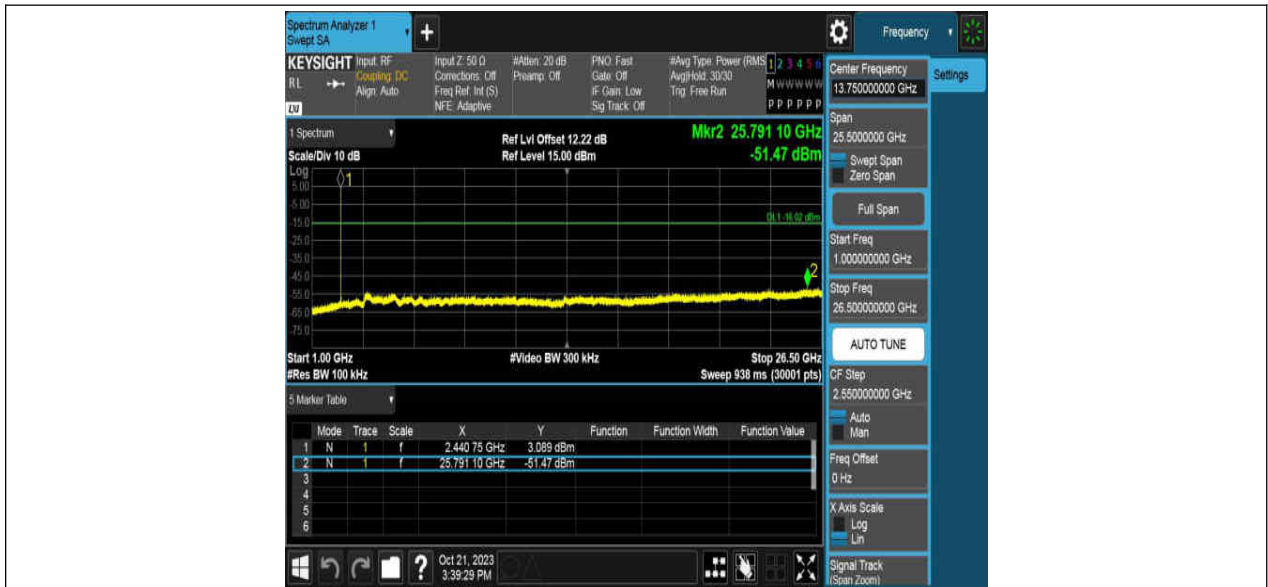 Spectrum Analyzer 1
Swept SA
+
Frequency
KEYSIGHT
RL
LXI
Input: RF
Coupling: DC
Align: Auto
Input Z: 50 Ω
Corrections: Off
Freq Ref: Int (S)
NFE: Adaptive
#Atten: 20 dB
Preamp: Off
PNO: Fast
Gate: Off
IF Gain: Low
Sig Track: Off
#Avg Type: Power (RMS
Avg|Hold: 30/30
Trig: Free Run
1 2 3 4 5 6
M W W W W W
P P P P P P
1 Spectrum
Scale/Div 10 dB
Ref Lvl Offset 12.22 dB
Ref Level 15.00 dBm
Mkr2 25.791 10 GHz
-51.47 dBm
Log
5.00
-5.00
-15.0
-25.0
-35.0
-45.0
-55.0
-65.0
-75.0
1
DL1 -16.02 dBm
2
Start 1.00 GHz
#Res BW 100 kHz
#Video BW 300 kHz
Stop 26.50 GHz
Sweep 938 ms (30001 pts)
5 Marker Table
Mode Trace Scale X Y Function Function Width Function Value
1 N 1 f 2.440 75 GHz 3.089 dBm
2 N 1 f 25.791 10 GHz -51.47 dBm
3
4
5
6
?
Oct 21, 2023
3:39:29 PM
Center Frequency
13.750000000 GHz
Settings
Span
25.5000000 GHz
Swept Span
Zero Span
Full Span
Start Freq
1.000000000 GHz
Stop Freq
26.500000000 GHz
AUTO TUNE
CF Step
2.550000000 GHz
Auto
Man
Freq Offset
0 Hz
X Axis Scale
Log
Lin
Signal Track
(Span Zoom)